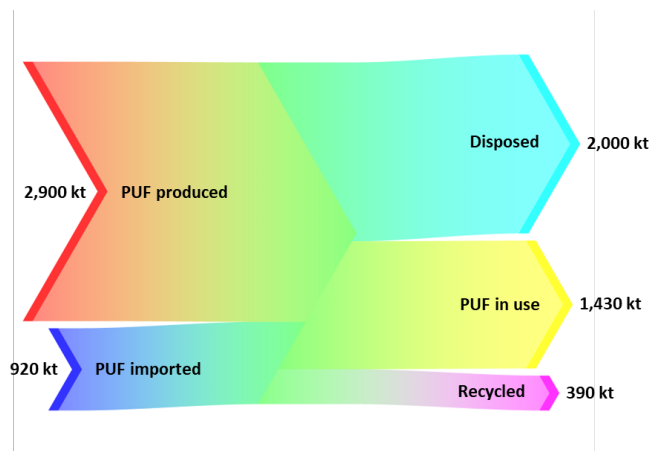 Disposed
2,000 kt
2,900 kt
PUF produced
PUF in use
1,430 kt
920 kt
PUF imported
Recycled
390 kt